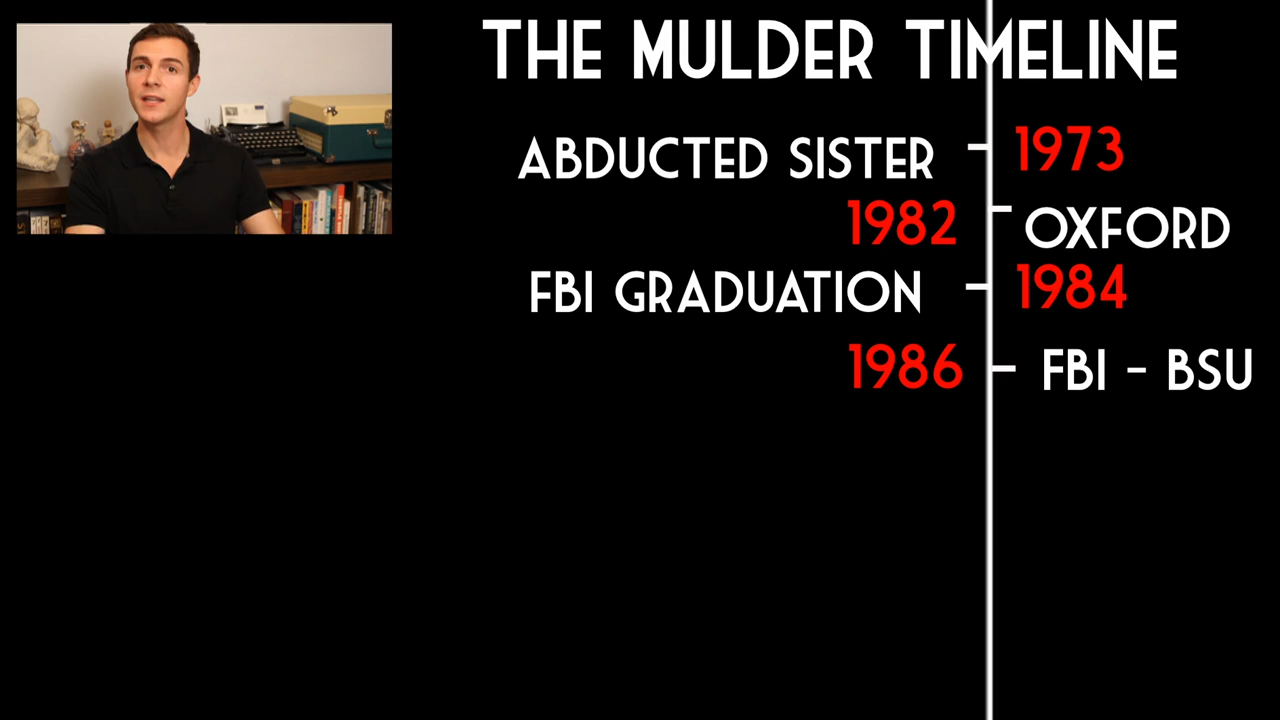 THE MULDER TIMELINE
ABDUCTED SISTER - 1973
1982 - OXFORD
FBI GRADUATION - 1984
1986 - FBI - BSU